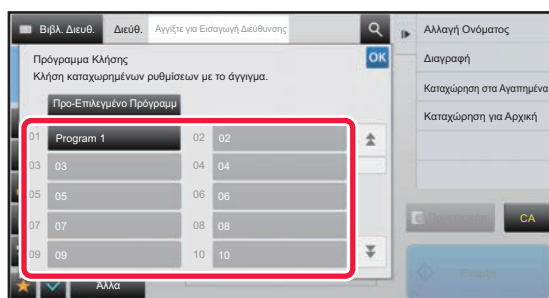 Βιβλ. Διευθ. Διεύθ. Αγγίξτε για Εισαγωγή Διεύθυνσης
Πρόγραμμα Κλήσης OK
Κλήση καταχωρημένων ρυθμίσεων με το άγγιγμα.
Προ-Επιλεγμένο Πρόγραμμ
01 Program 1 02 02
03 03 04 04
05 05 06 06
07 07 08 08
09 09 10 10
Άλλα
Αλλαγή Ονόματος
Διαγραφή
Καταχώρηση στα Αγαπημένα
Καταχώρηση για Αρχική
CA